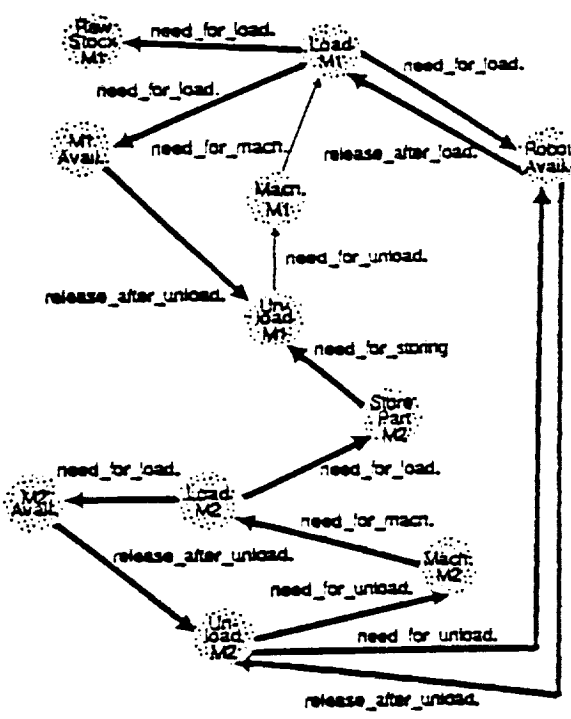 Raw
Stock
M1
need_for_load.
Load
M1
need_for_load.
need_for_load.
M1
Avail.
need_for_mach.
release_after_load.
Robot
Avail.
Mach.
M1
need_for_unload.
release_after_unload.
Un-
load
M1
need_for_storing
Store
Part
M2
need_for_load.
need_for_load.
M2
Avail.
Load
M2
need_for_mach.
release_after_unload.
Mach.
M2
need_for_unload.
Un-
load
M2
need_for_unload.
release_after_unload.